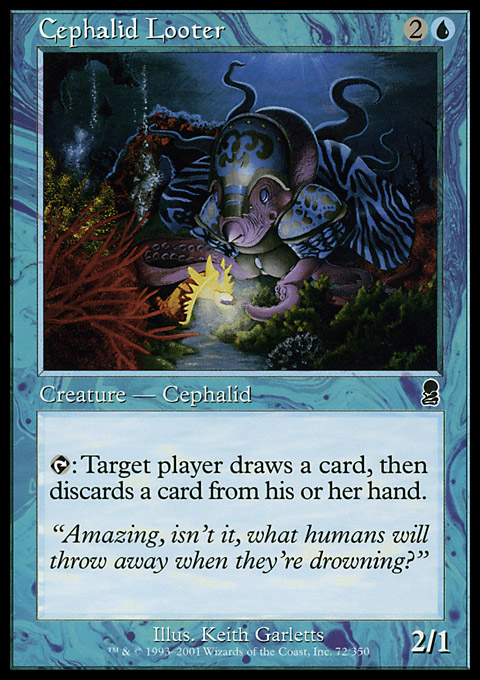 Cephalid Looter 2
Creature — Cephalid
: Target player draws a card, then
discards a card from his or her hand.
“Amazing, isn’t it, what humans will
throw away when they’re drowning?”
Illus. Keith Garletts
™ & © 1993–2001 Wizards of the Coast, Inc. 72/350
2/1